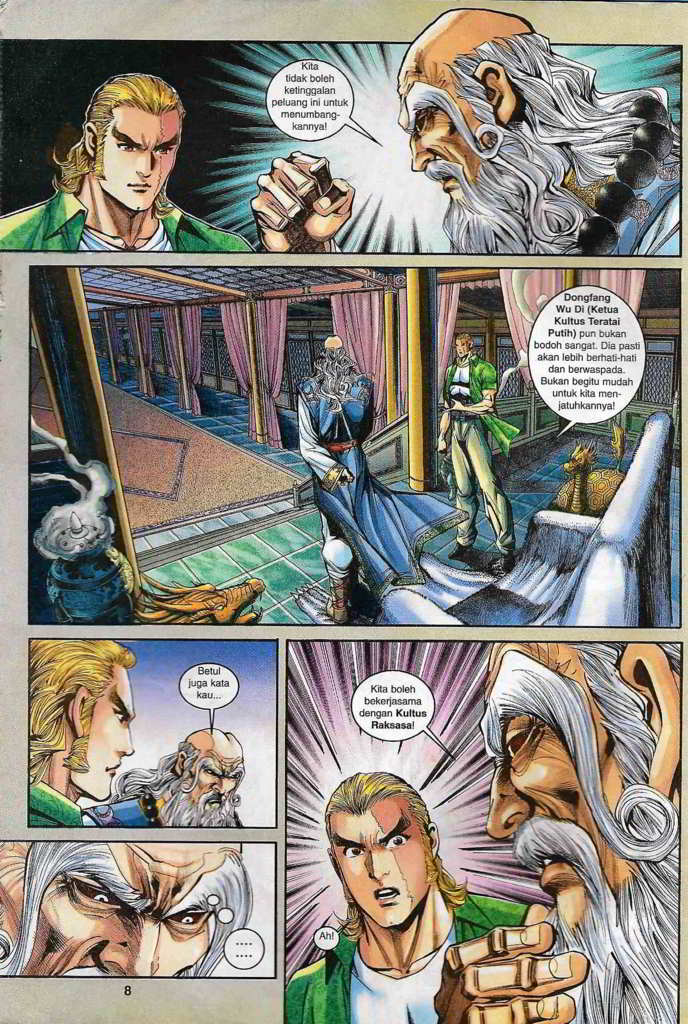 Kita
tidak boleh
ketinggalan
peluang ini untuk
menumbang-
kannya!
Dongfang
Wu Di (Ketua
Kultus Teratai
Putih) pun bukan
bodoh sangat. Dia pasti
akan lebih berhati-hati
dan berwaspada.
Bukan begitu mudah
untuk kita men-
jatuhkannya!
Betul
juga kata
kau...
....
....
Kita boleh
bekerjasama
dengan Kultus
Raksasa!
Ah!
8